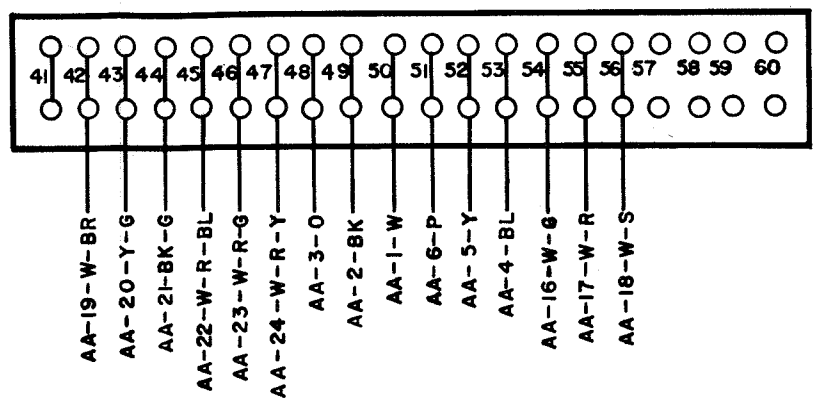 41 42 43 44 45 46 47 48 49 50 51 52 53 54 55 56 57 58 59 60
AA-19-W-BR
AA-20-Y-G
AA-21-BK-G
AA-22-W-R-BL
AA-23-W-R-G
AA-24-W-R-Y
AA-3-O
AA-2-BK
AA-1-W
AA-6-P
AA-5-Y
AA-4-BL
AA-16-W-G
AA-17-W-R
AA-18-W-S